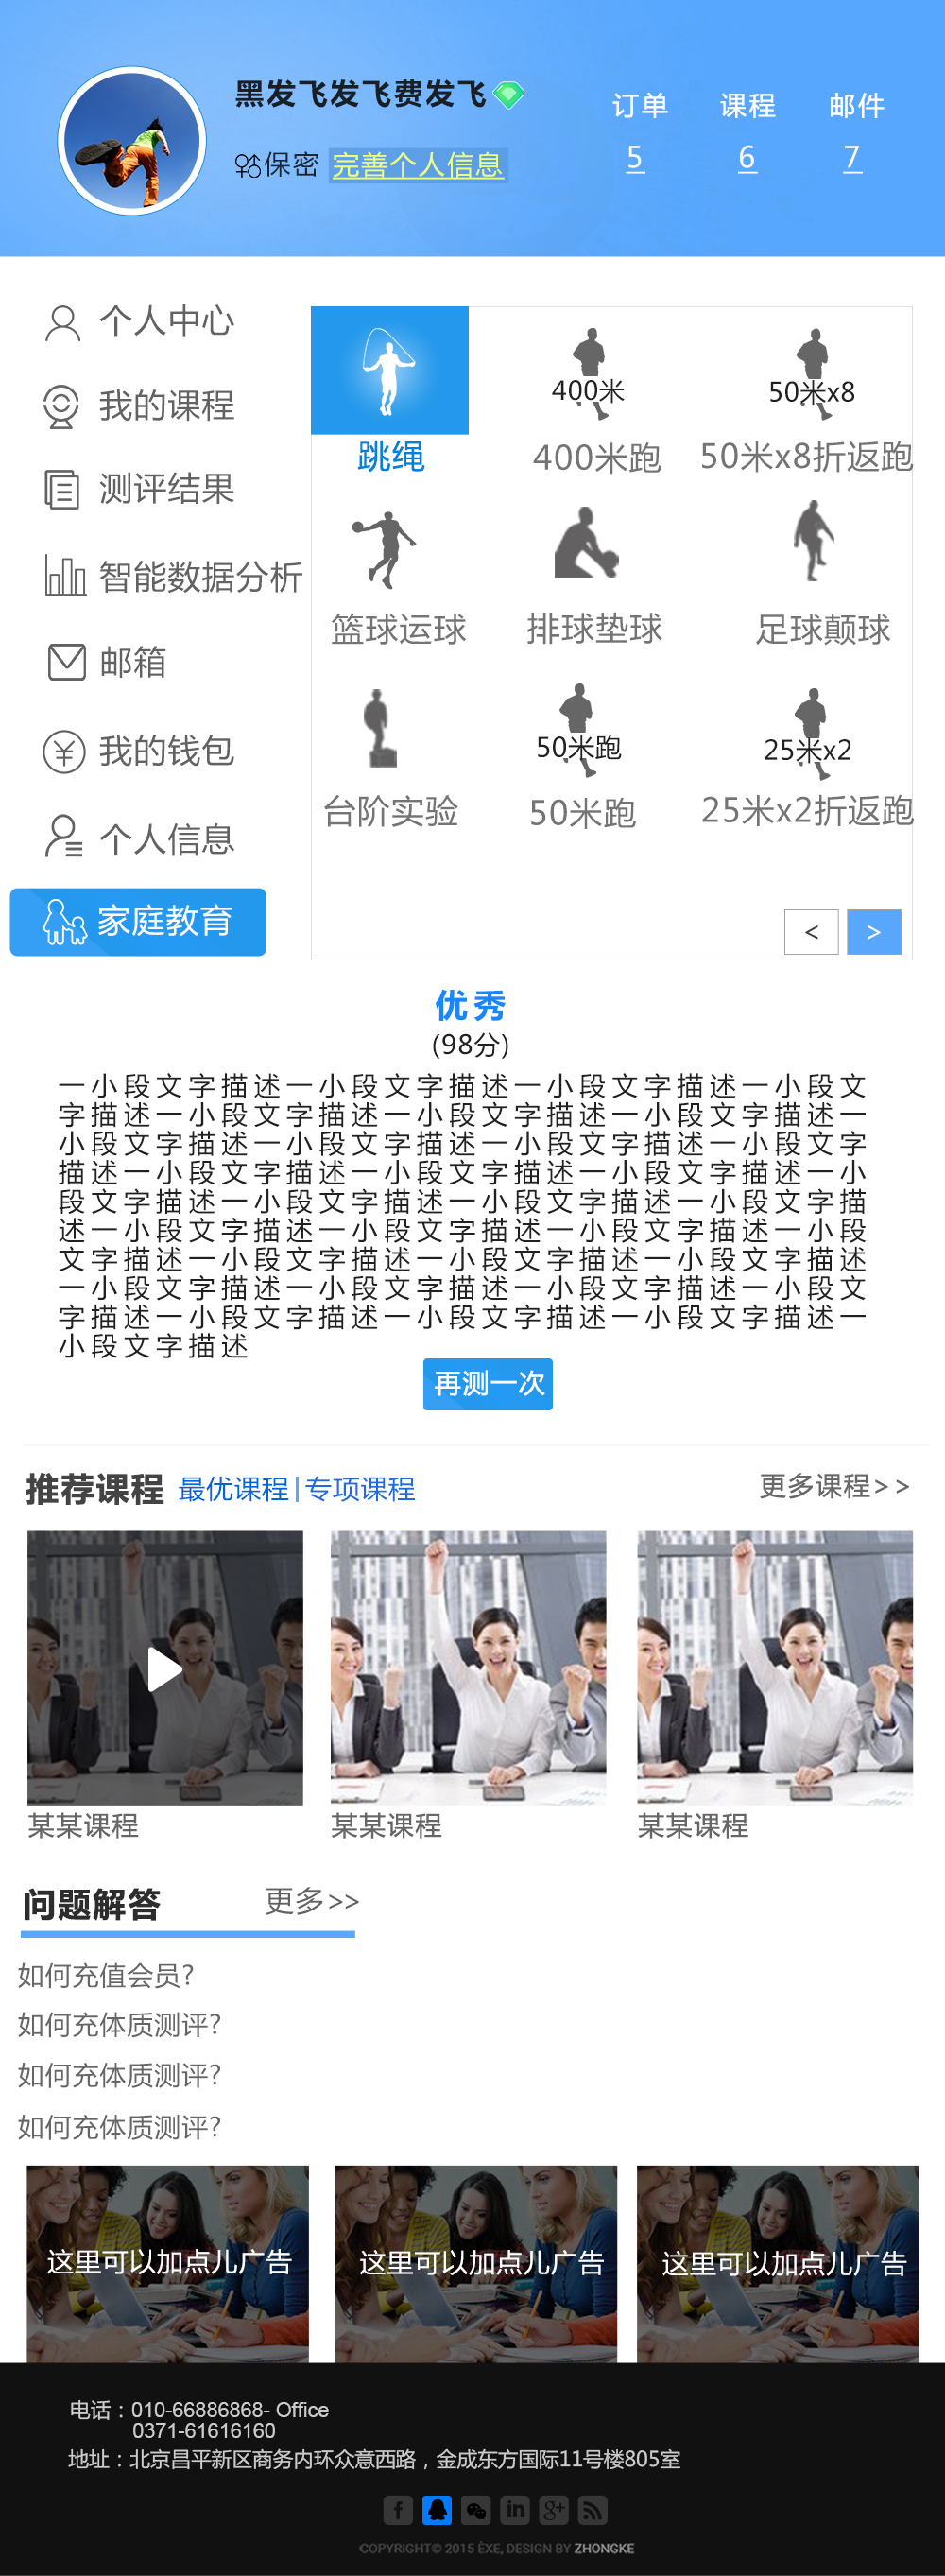 黑发飞发飞费发飞
保密 完善个人信息
订单 课程 邮件
5 6 7
个人中心
我的课程
测评结果
智能数据分析
邮箱
我的钱包
个人信息
家庭教育
400米 50米x8
跳绳 400米跑 50米x8折返跑
篮球运球 排球垫球 足球颠球
50米跑 25米x2
台阶实验 50米跑 25米x2折返跑
< >
优秀
(98分)
一小段文字描述一小段文字描述一小段文字描述一小段文
字描述一小段文字描述一小段文字描述一小段文字描述一
小段文字描述一小段文字描述一小段文字描述一小段文字
描述一小段文字描述一小段文字描述一小段文字描述一小
段文字描述一小段文字描述一小段文字描述一小段文字描
述一小段文字描述一小段文字描述一小段文字描述一小段
文字描述一小段文字描述一小段文字描述一小段文字描述
一小段文字描述一小段文字描述一小段文字描述一小段文
字描述一小段文字描述一小段文字描述一小段文字描述一
小段文字描述
再测一次
推荐课程 最优课程|专项课程 更多课程>>
某某课程 某某课程 某某课程
问题解答 更多>>
如何充值会员?
如何充体质测评?
如何充体质测评?
如何充体质测评?
这里可以加点儿广告 这里可以加点儿广告 这里可以加点儿广告
电话：010-66886868- Office
0371-61616160
地址：北京昌平新区商务内环众意西路，金成东方国际11号楼805室
f in g+
COPYRIGHT© 2015 ÈXE, DESIGN BY ZHONGKE